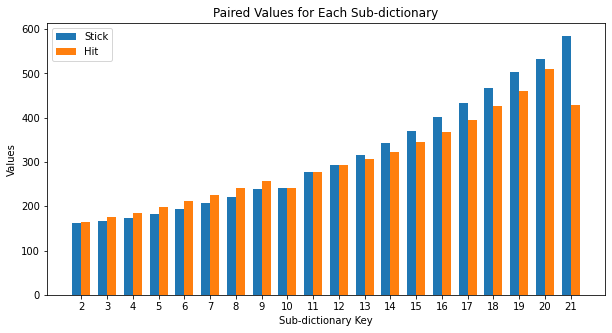 Paired Values for Each Sub-dictionary
Stick
Hit
600
500
400
300
200
100
0
Values
2 3 4 5 6 7 8 9 10 11 12 13 14 15 16 17 18 19 20 21
Sub-dictionary Key